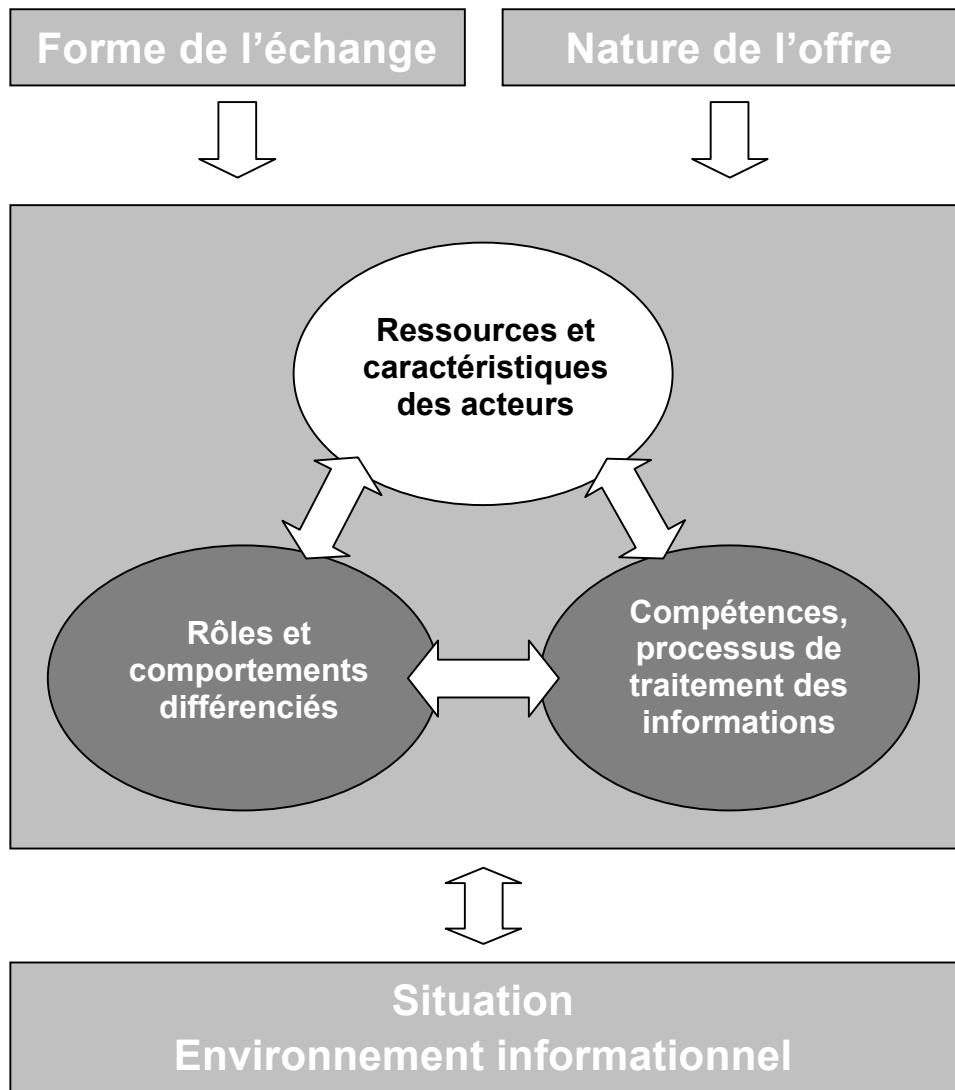 Forme de l’échange
Nature de l’offre
Ressources et
caractéristiques
des acteurs
Rôles et
comportements
différenciés
Compétences,
processus de
traitement des
informations
Situation
Environnement informationnel